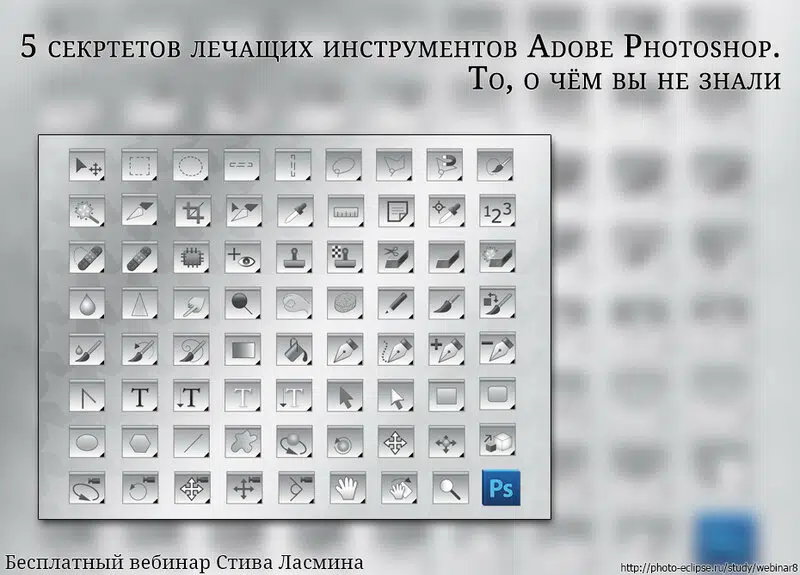 5 СЕКРТЕТОВ ЛЕЧАЩИХ ИНСТРУМЕНТОВ ADOBE PHOTOSHOP.
ТО, О ЧЁМ ВЫ НЕ ЗНАЛИ
123
T T T T
Ps
Бесплатный вебинар Стива Ласмина
http://photo-eclipse.ru/study/webinar8